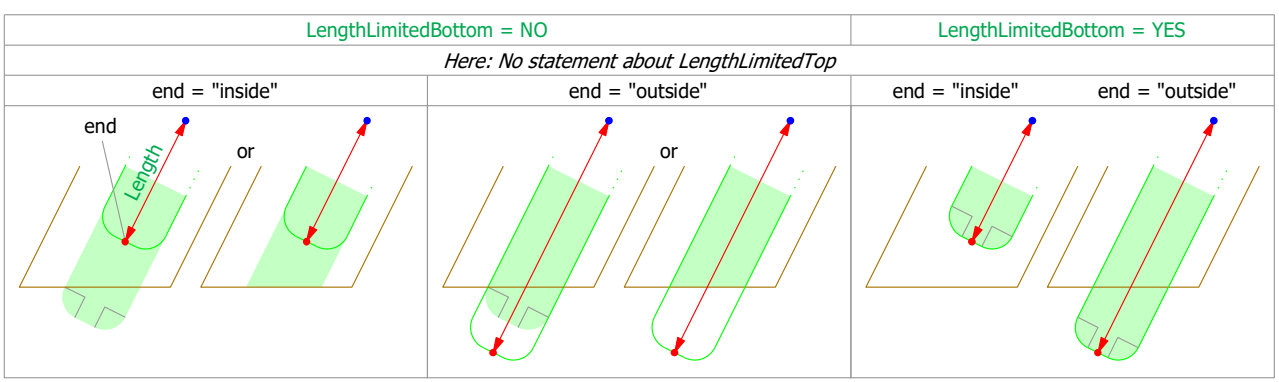 LengthLimitedBottom = NO
LengthLimitedBottom = YES
Here: No statement about LengthLimitedTop
end = "inside"
end = "outside"
end = "inside"
end = "outside"
end
Length
or
or